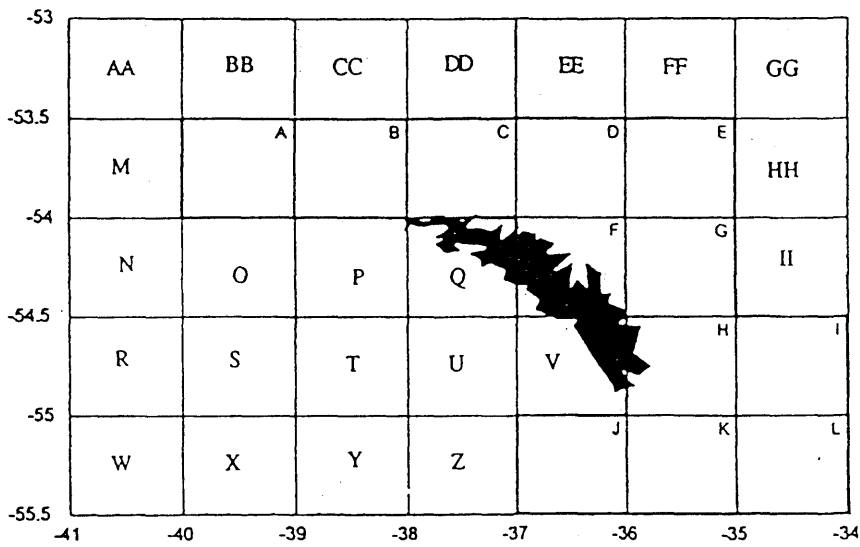 -53
AA BB CC DD EE FF GG
-53.5
A B C D E
M HH
-54
F G
N O P Q II
-54.5
H I
R S T U V
-55
J K L
W X Y Z
-55.5
-41 -40 -39 -38 -37 -36 -35 -34